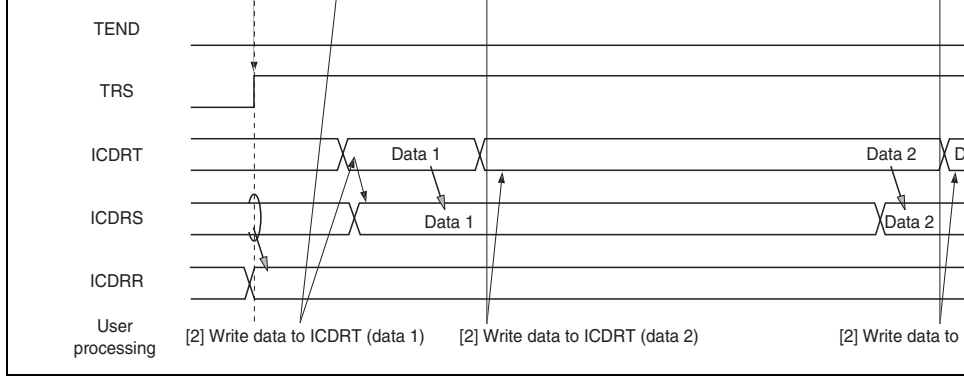 TEND
TRS
ICDRT Data 1 Data 2 D
ICDRS Data 1 Data 2
ICDRR
User
processing
[2] Write data to ICDRT (data 1) [2] Write data to ICDRT (data 2) [2] Write data to